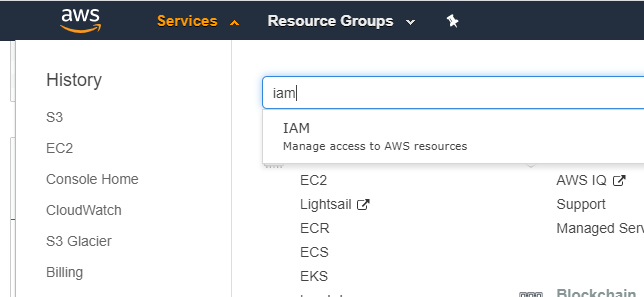 aws
Services
Resource Groups
History
S3
EC2
Console Home
CloudWatch
S3 Glacier
Billing
iam
IAM
Manage access to AWS resources
EC2
Lightsail
ECR
ECS
EKS
AWS IQ
Support
Managed Serv
Blockchain